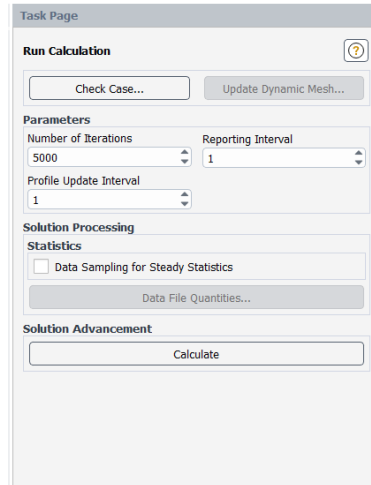 Task Page
Run Calculation
?
Check Case... Update Dynamic Mesh...
Parameters
Number of Iterations Reporting Interval
5000 1
Profile Update Interval
1
Solution Processing
Statistics
Data Sampling for Steady Statistics
Data File Quantities...
Solution Advancement
Calculate